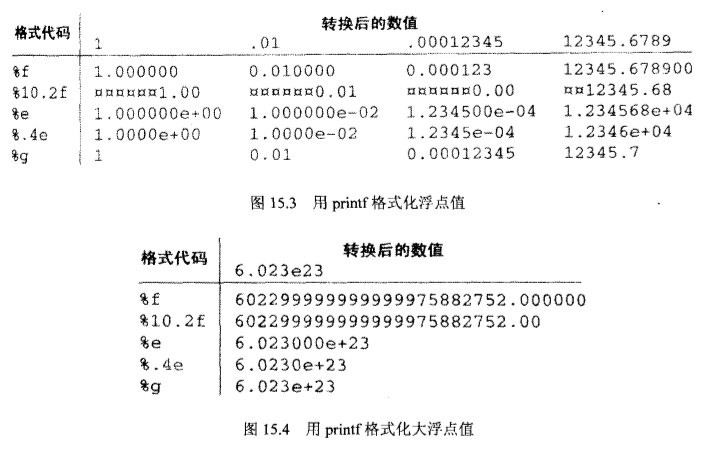 转换后的数值
格式代码
1 .01 .00012345 12345.6789
%f 1.000000 0.010000 0.000123 12345.678900
%10.2f ¤¤¤¤¤¤1.00 ¤¤¤¤¤¤0.01 ¤¤¤¤¤¤0.00 ¤¤12345.68
%e 1.000000e+00 1.000000e-02 1.234500e-04 1.234568e+04
%.4e 1.0000e+00 1.0000e-02 1.2345e-04 1.2346e+04
%g 1 0.01 0.00012345 12345.7
图 15.3 用 printf 格式化浮点值
转换后的数值
格式代码
6.023e23
%f 602299999999999975882752.000000
%10.2f 602299999999999975882752.00
%e 6.023000e+23
%.4e 6.0230e+23
%g 6.023e+23
图 15.4 用 printf 格式化大浮点值